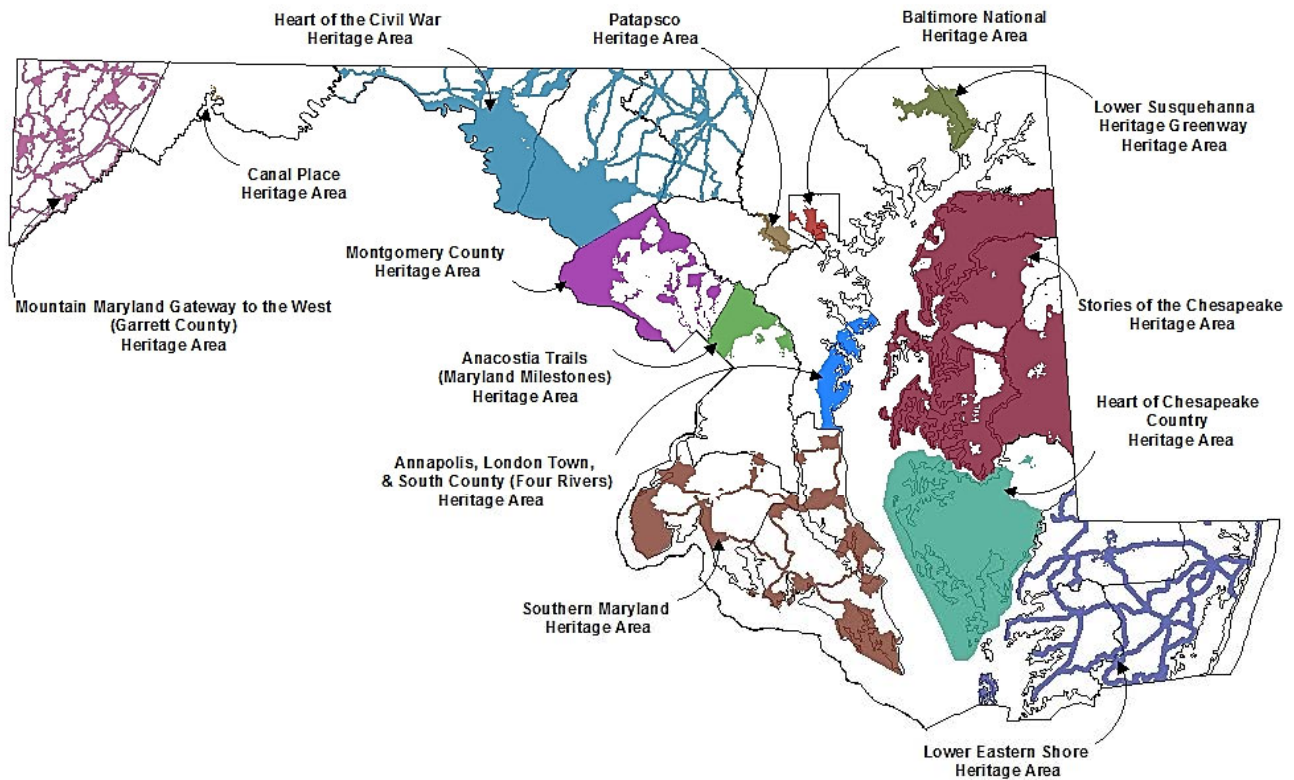 Heart of the Civil War
Heritage Area
Patapsco
Heritage Area
Baltimore National
Heritage Area
Lower Susquehanna
Heritage Greenway
Heritage Area
Canal Place
Heritage Area
Montgomery County
Heritage Area
Mountain Maryland Gateway to the West
(Garrett County)
Heritage Area
Stories of the Chesapeake
Heritage Area
Anacostia Trails
(Maryland Milestones)
Heritage Area
Heart of Chesapeake
Country
Heritage Area
Annapolis, London Town,
& South County (Four Rivers)
Heritage Area
Southern Maryland
Heritage Area
Lower Eastern Shore
Heritage Area